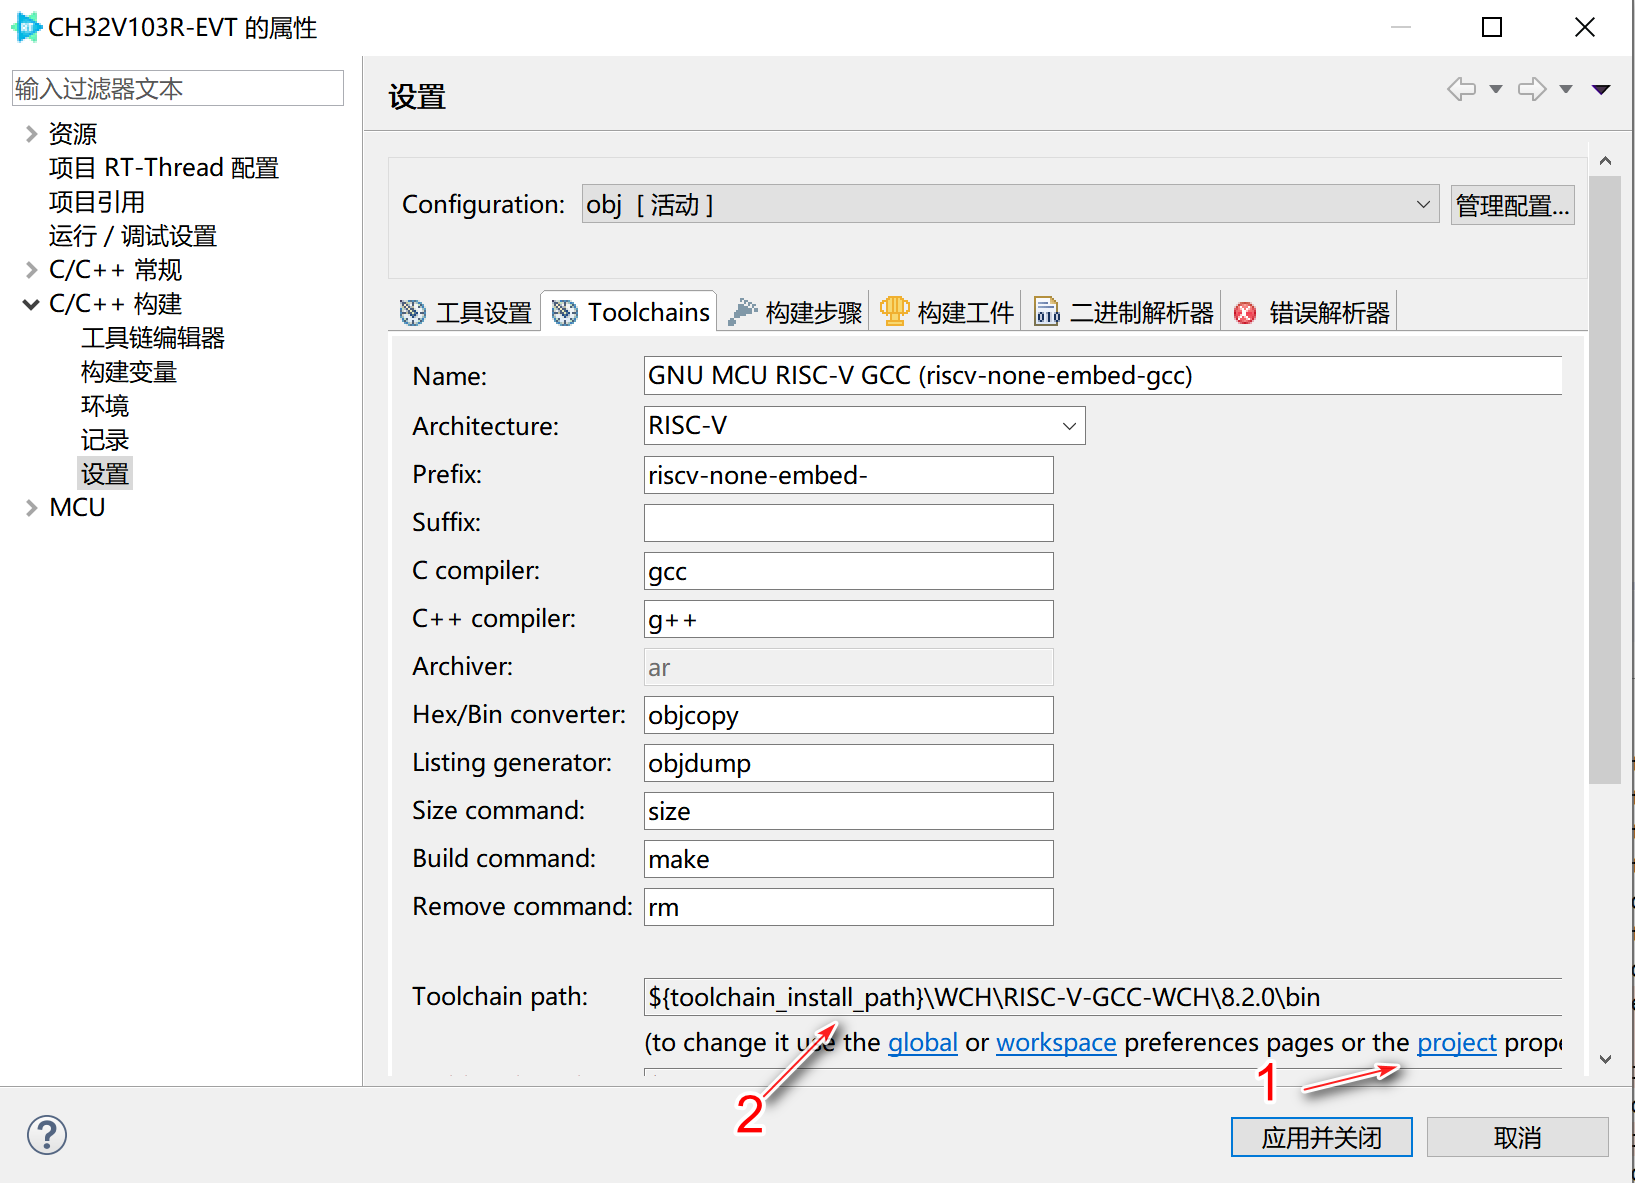 CH32V103R-EVT 的属性
输入过滤器文本
资源
项目 RT-Thread 配置
项目引用
运行 / 调试设置
C/C++ 常规
C/C++ 构建
工具链编辑器
构建变量
环境
记录
设置
MCU
设置
Configuration: obj [ 活动 ] 管理配置...
工具设置 Toolchains 构建步骤 构建工件 二进制解析器 错误解析器
Name: GNU MCU RISC-V GCC (riscv-none-embed-gcc)
Architecture: RISC-V
Prefix: riscv-none-embed-
Suffix:
C compiler: gcc
C++ compiler: g++
Archiver: ar
Hex/Bin converter: objcopy
Listing generator: objdump
Size command: size
Build command: make
Remove command: rm
Toolchain path: ${toolchain_install_path}\WCH\RISC-V-GCC-WCH\8.2.0\bin
(to change it use the global or workspace preferences pages or the project prope
1
2
应用并关闭 取消